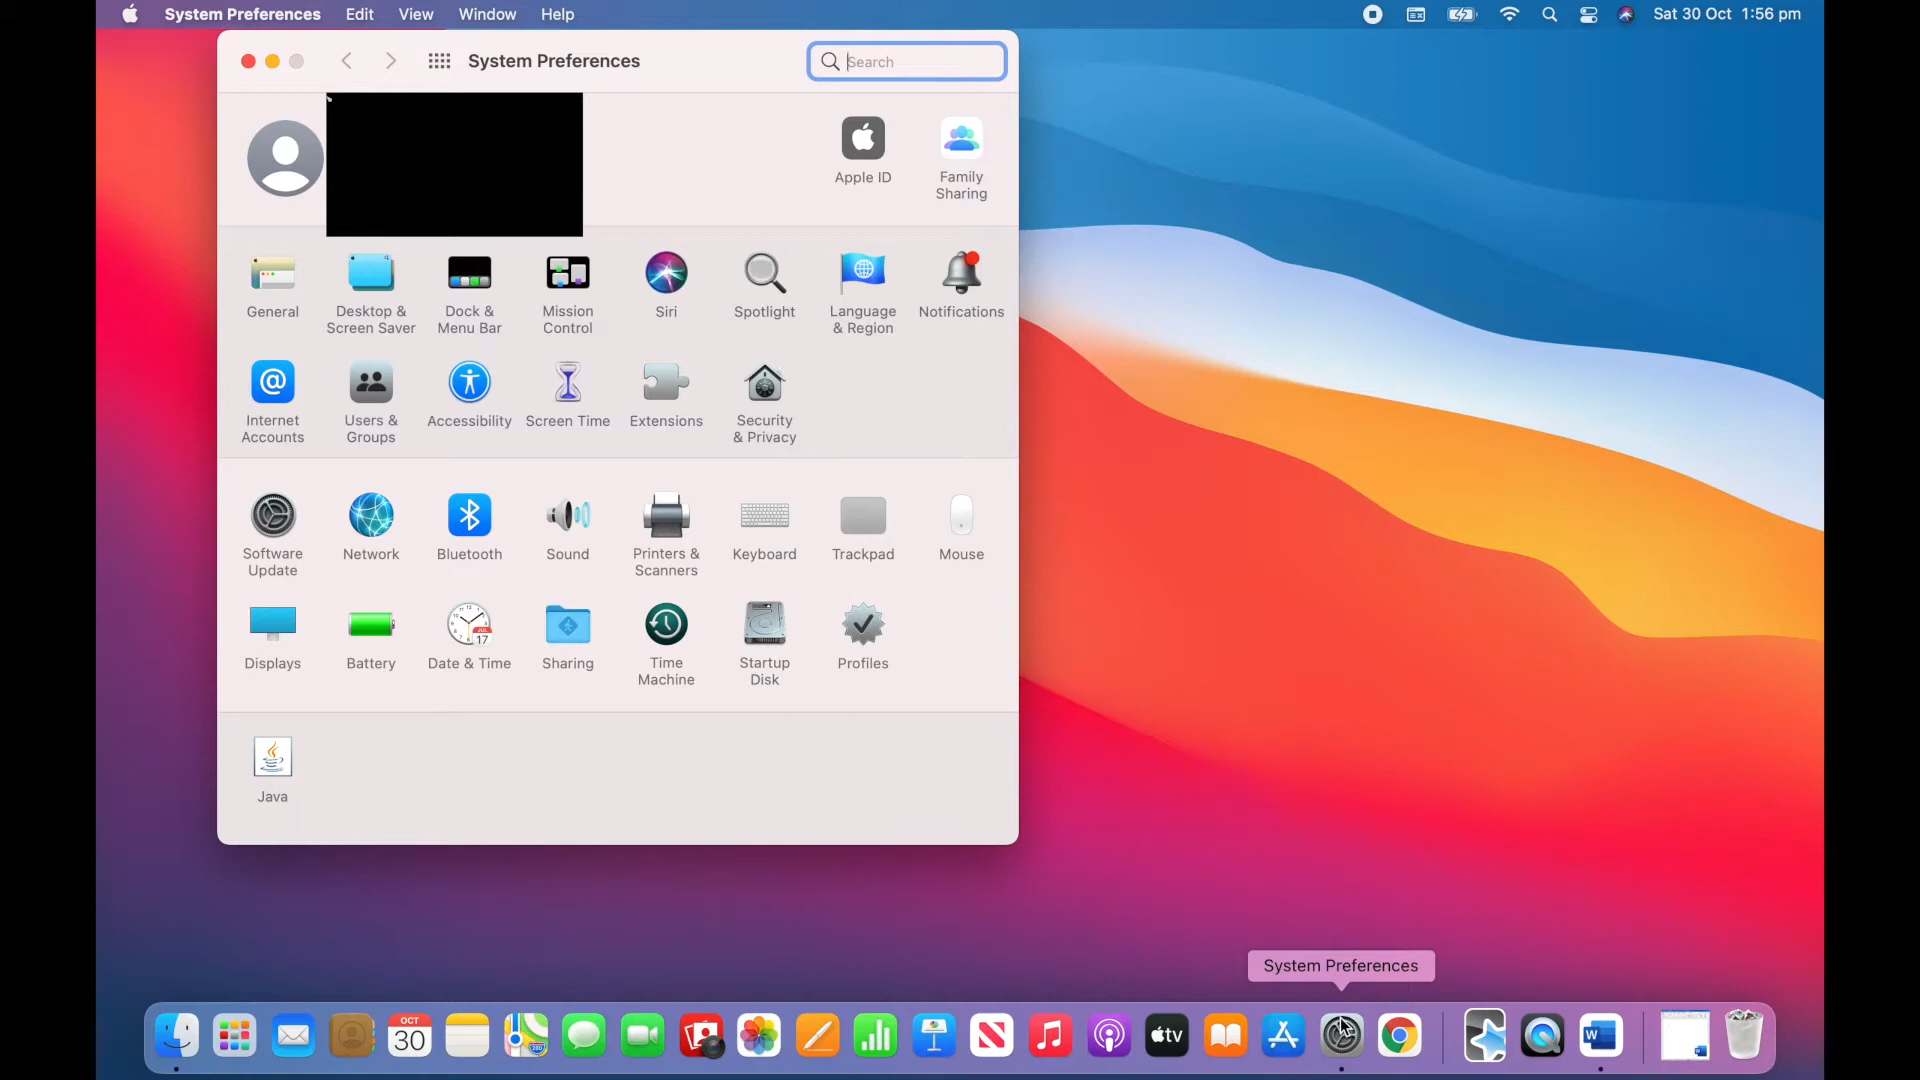 System Preferences Edit View Window Help Sat 30 Oct 1:56 pm
System Preferences Search
Apple ID Family
Sharing
General Desktop & Dock & Mission Siri Spotlight Language Notifications
Screen Saver Menu Bar Control & Region
Internet Users & Accessibility Screen Time Extensions Security
Accounts Groups & Privacy
Software Network Bluetooth Sound Printers & Keyboard Trackpad Mouse
Update Scanners
Displays Battery Date & Time Sharing Time Startup Profiles
Machine Disk
Java
System Preferences
OCT
30
tv